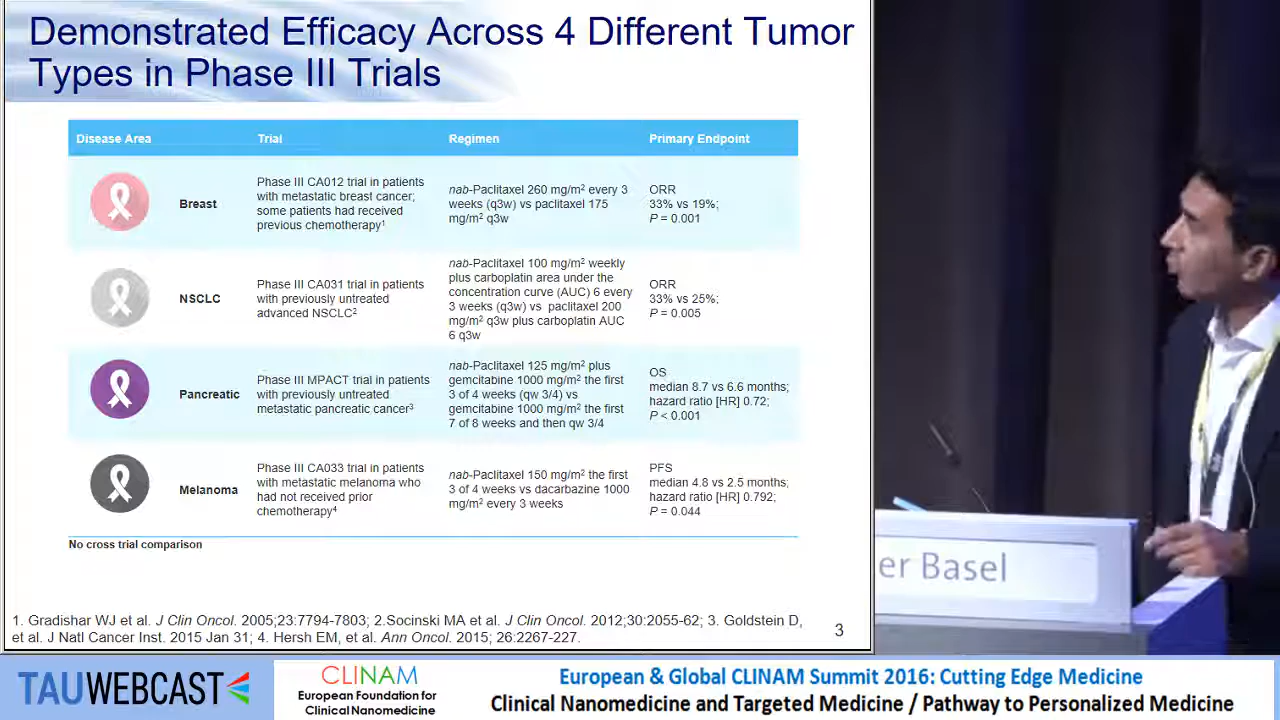 Demonstrated Efficacy Across 4 Different Tumor
Types in Phase III Trials
Disease Area Trial Regimen Primary Endpoint
Breast
Phase III CA012 trial in patients
with metastatic breast cancer;
some patients had received
previous chemotherapy1
nab-Paclitaxel 260 mg/m2 every 3
weeks (q3w) vs paclitaxel 175
mg/m2 q3w
ORR
33% vs 19%;
P = 0.001
NSCLC
Phase III CA031 trial in patients
with previously untreated
advanced NSCLC2
nab-Paclitaxel 100 mg/m2 weekly
plus carboplatin area under the
concentration curve (AUC) 6 every
3 weeks (q3w) vs paclitaxel 200
mg/m2 q3w plus carboplatin AUC
6 q3w
ORR
33% vs 25%;
P = 0.005
Pancreatic
Phase III MPACT trial in patients
with previously untreated
metastatic pancreatic cancer3
nab-Paclitaxel 125 mg/m2 plus
gemcitabine 1000 mg/m2 the first
3 of 4 weeks (qw 3/4) vs
gemcitabine 1000 mg/m2 the first
7 of 8 weeks and then qw 3/4
OS
median 8.7 vs 6.6 months;
hazard ratio [HR] 0.72;
P < 0.001
Melanoma
Phase III CA033 trial in patients
with metastatic melanoma who
had not received prior
chemotherapy4
nab-Paclitaxel 150 mg/m2 the first
3 of 4 weeks vs dacarbazine 1000
mg/m2 every 3 weeks
PFS
median 4.8 vs 2.5 months;
hazard ratio [HR] 0.792;
P = 0.044
No cross trial comparison
1. Gradishar WJ et al. J Clin Oncol. 2005;23:7794-7803; 2.Socinski MA et al. J Clin Oncol. 2012;30:2055-62; 3. Goldstein D,
et al. J Natl Cancer Inst. 2015 Jan 31; 4. Hersh EM, et al. Ann Oncol. 2015; 26:2267-227.
3
er Basel
TAUWEBCAST
CLINAM
European Foundation for
Clinical Nanomedicine
European & Global CLINAM Summit 2016: Cutting Edge Medicine
Clinical Nanomedicine and Targeted Medicine / Pathway to Personalized Medicine